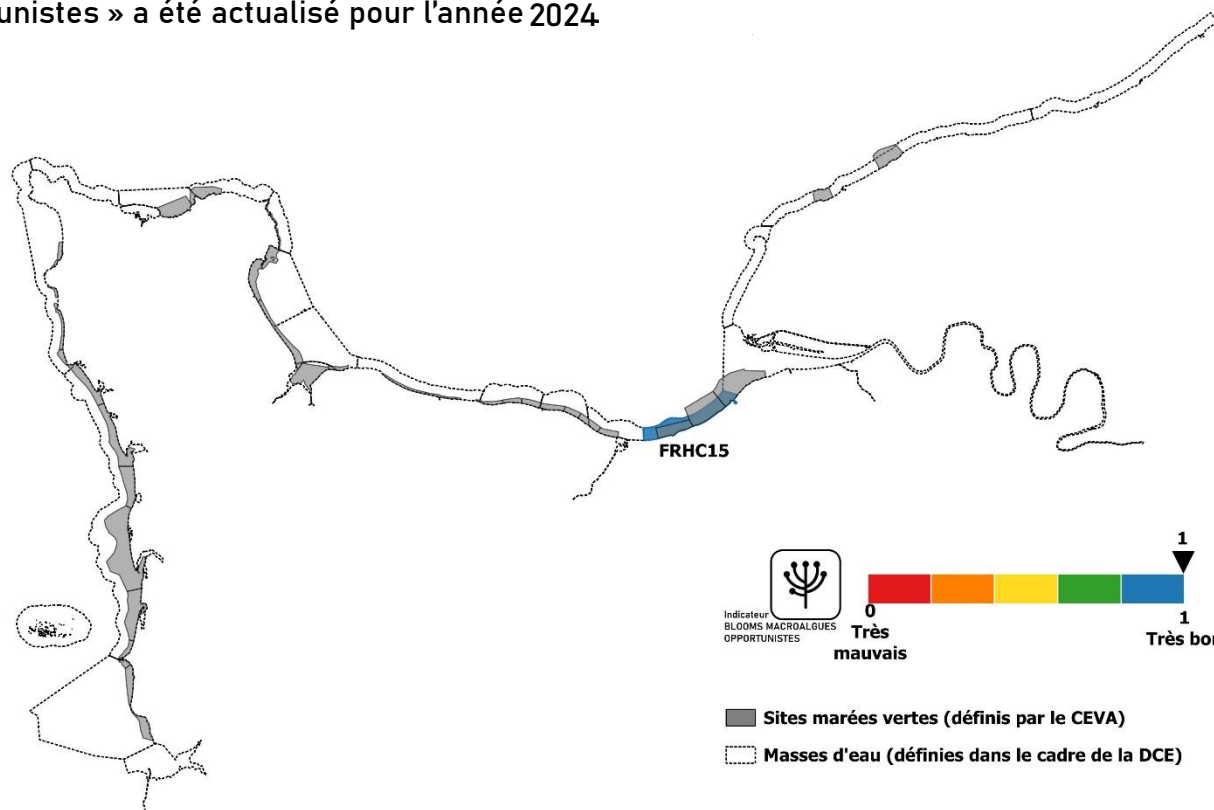 unistes » a été actualisé pour l'année 2024
FRHC15
1
Indicateur
BLOOMS MACROALGUES
OPPORTUNISTES
0
1
Très
mauvais
Très bon
Sites marées vertes (définis par le CEVA)
Masses d'eau (définies dans le cadre de la DCE)